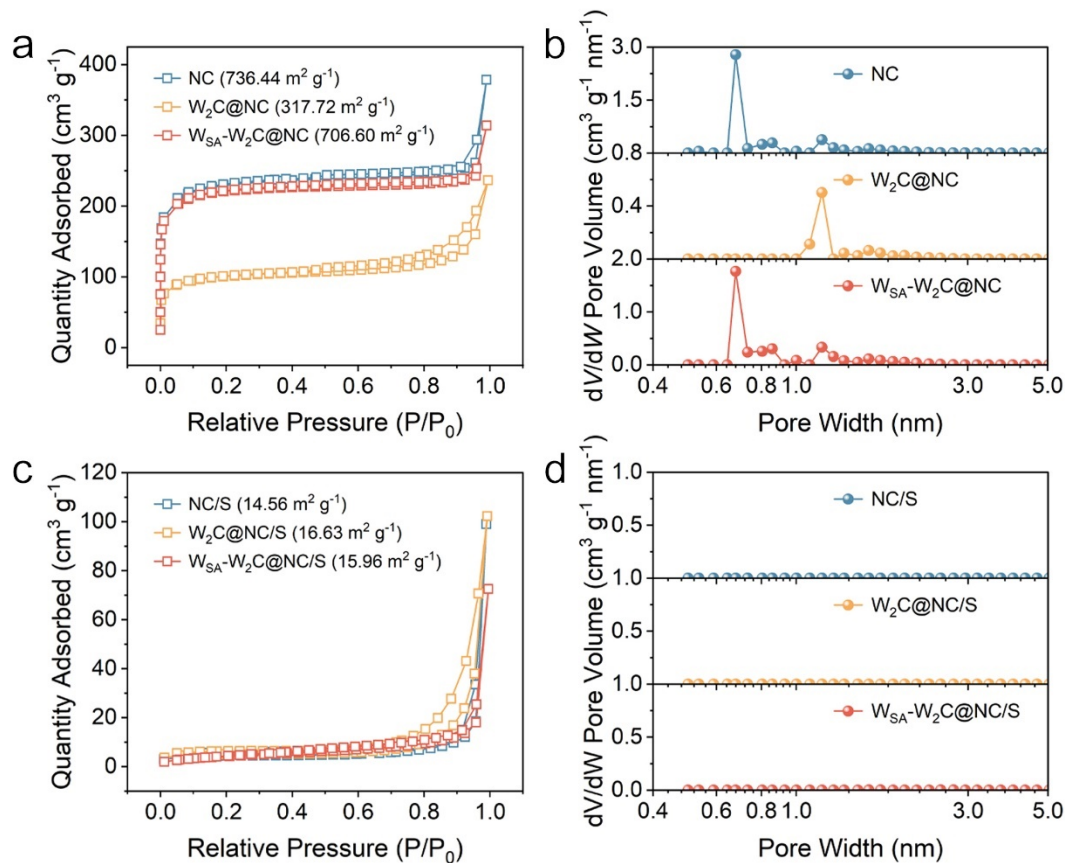 a
Quantity Adsorbed (cm³ g⁻¹)
400
300
200
100
0
NC (736.44 m² g⁻¹)
W₂C@NC (317.72 m² g⁻¹)
W_SA-W₂C@NC (706.60 m² g⁻¹)
0.0 0.2 0.4 0.6 0.8 1.0
Relative Pressure (P/P₀)
b
dV/dW Pore Volume (cm³ g⁻¹ nm⁻¹)
3.0
1.5
0.8
NC
0.4
2.0
W₂C@NC
1.0
0.0
W_SA-W₂C@NC
0.4 0.6 0.8 1.0 3.0 5.0
Pore Width (nm)
c
Quantity Adsorbed (cm³ g⁻¹)
120
100
80
60
40
20
0
NC/S (14.56 m² g⁻¹)
W₂C@NC/S (16.63 m² g⁻¹)
W_SA-W₂C@NC/S (15.96 m² g⁻¹)
0.0 0.2 0.4 0.6 0.8 1.0
Relative Pressure (P/P₀)
d
dV/dW Pore Volume (cm³ g⁻¹ nm⁻¹)
1.0
0.5
1.0
NC/S
0.5
1.0
W₂C@NC/S
0.5
0.0
W_SA-W₂C@NC/S
0.4 0.6 0.8 1.0 3.0 5.0
Pore Width (nm)